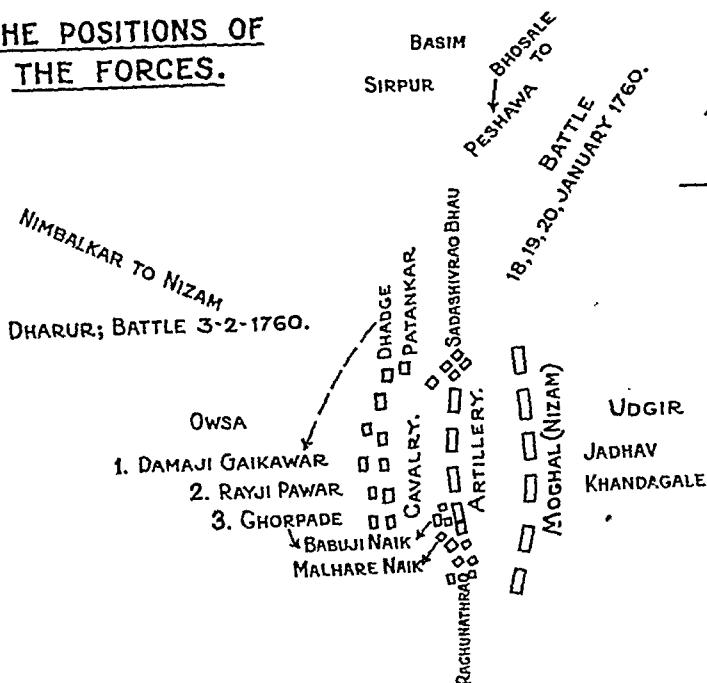 HE POSITIONS OF
THE FORCES.
BASIM
SIRPUR
BHOSALE
TO
PESHAWA
BATTLE
18,19,20, JANUARY 1760.
NIMBALKAR TO NIZAM
DHARUR; BATTLE 3-2-1760.
DHADGE
PATANKAR
SADASHIVRAO BHAU
OWSA
1. DAMAJI GAIKAWAR
2. RAYJI PAWAR
3. GHORPADE
BABUJI NAIK
MALHARE NAIK
CAVALRY.
ARTILLERY.
RAGHUNATHRAO
MOGHAL (NIZAM)
UDGIR
JADHAV
KHANDAGALE